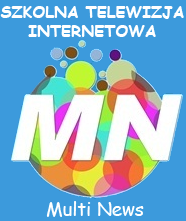 SZKOLNA TELEWIZJA
INTERNETOWA
MN
Multi News